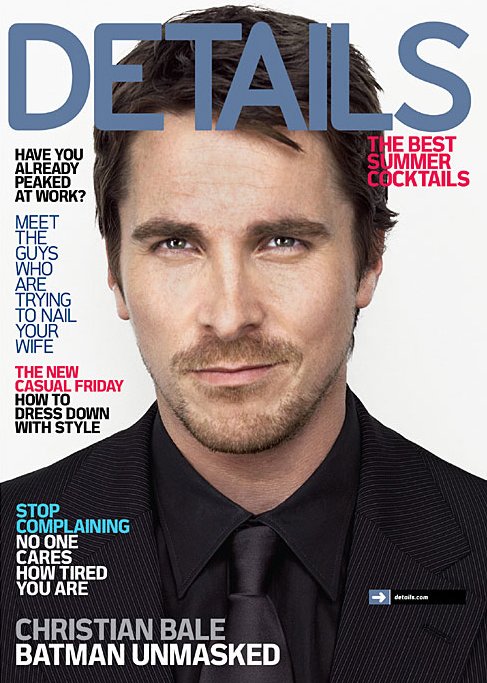 DETAILS
THE BEST
SUMMER
COCKTAILS
HAVE YOU
ALREADY
PEAKED
AT WORK?
MEET
THE
GUYS
WHO
ARE
TRYING
TO NAIL
YOUR
WIFE
THE NEW
CASUAL FRIDAY
HOW TO
DRESS DOWN
WITH STYLE
STOP
COMPLAINING
NO ONE
CARES
HOW TIRED
YOU ARE
details.com
CHRISTIAN BALE
BATMAN UNMASKED